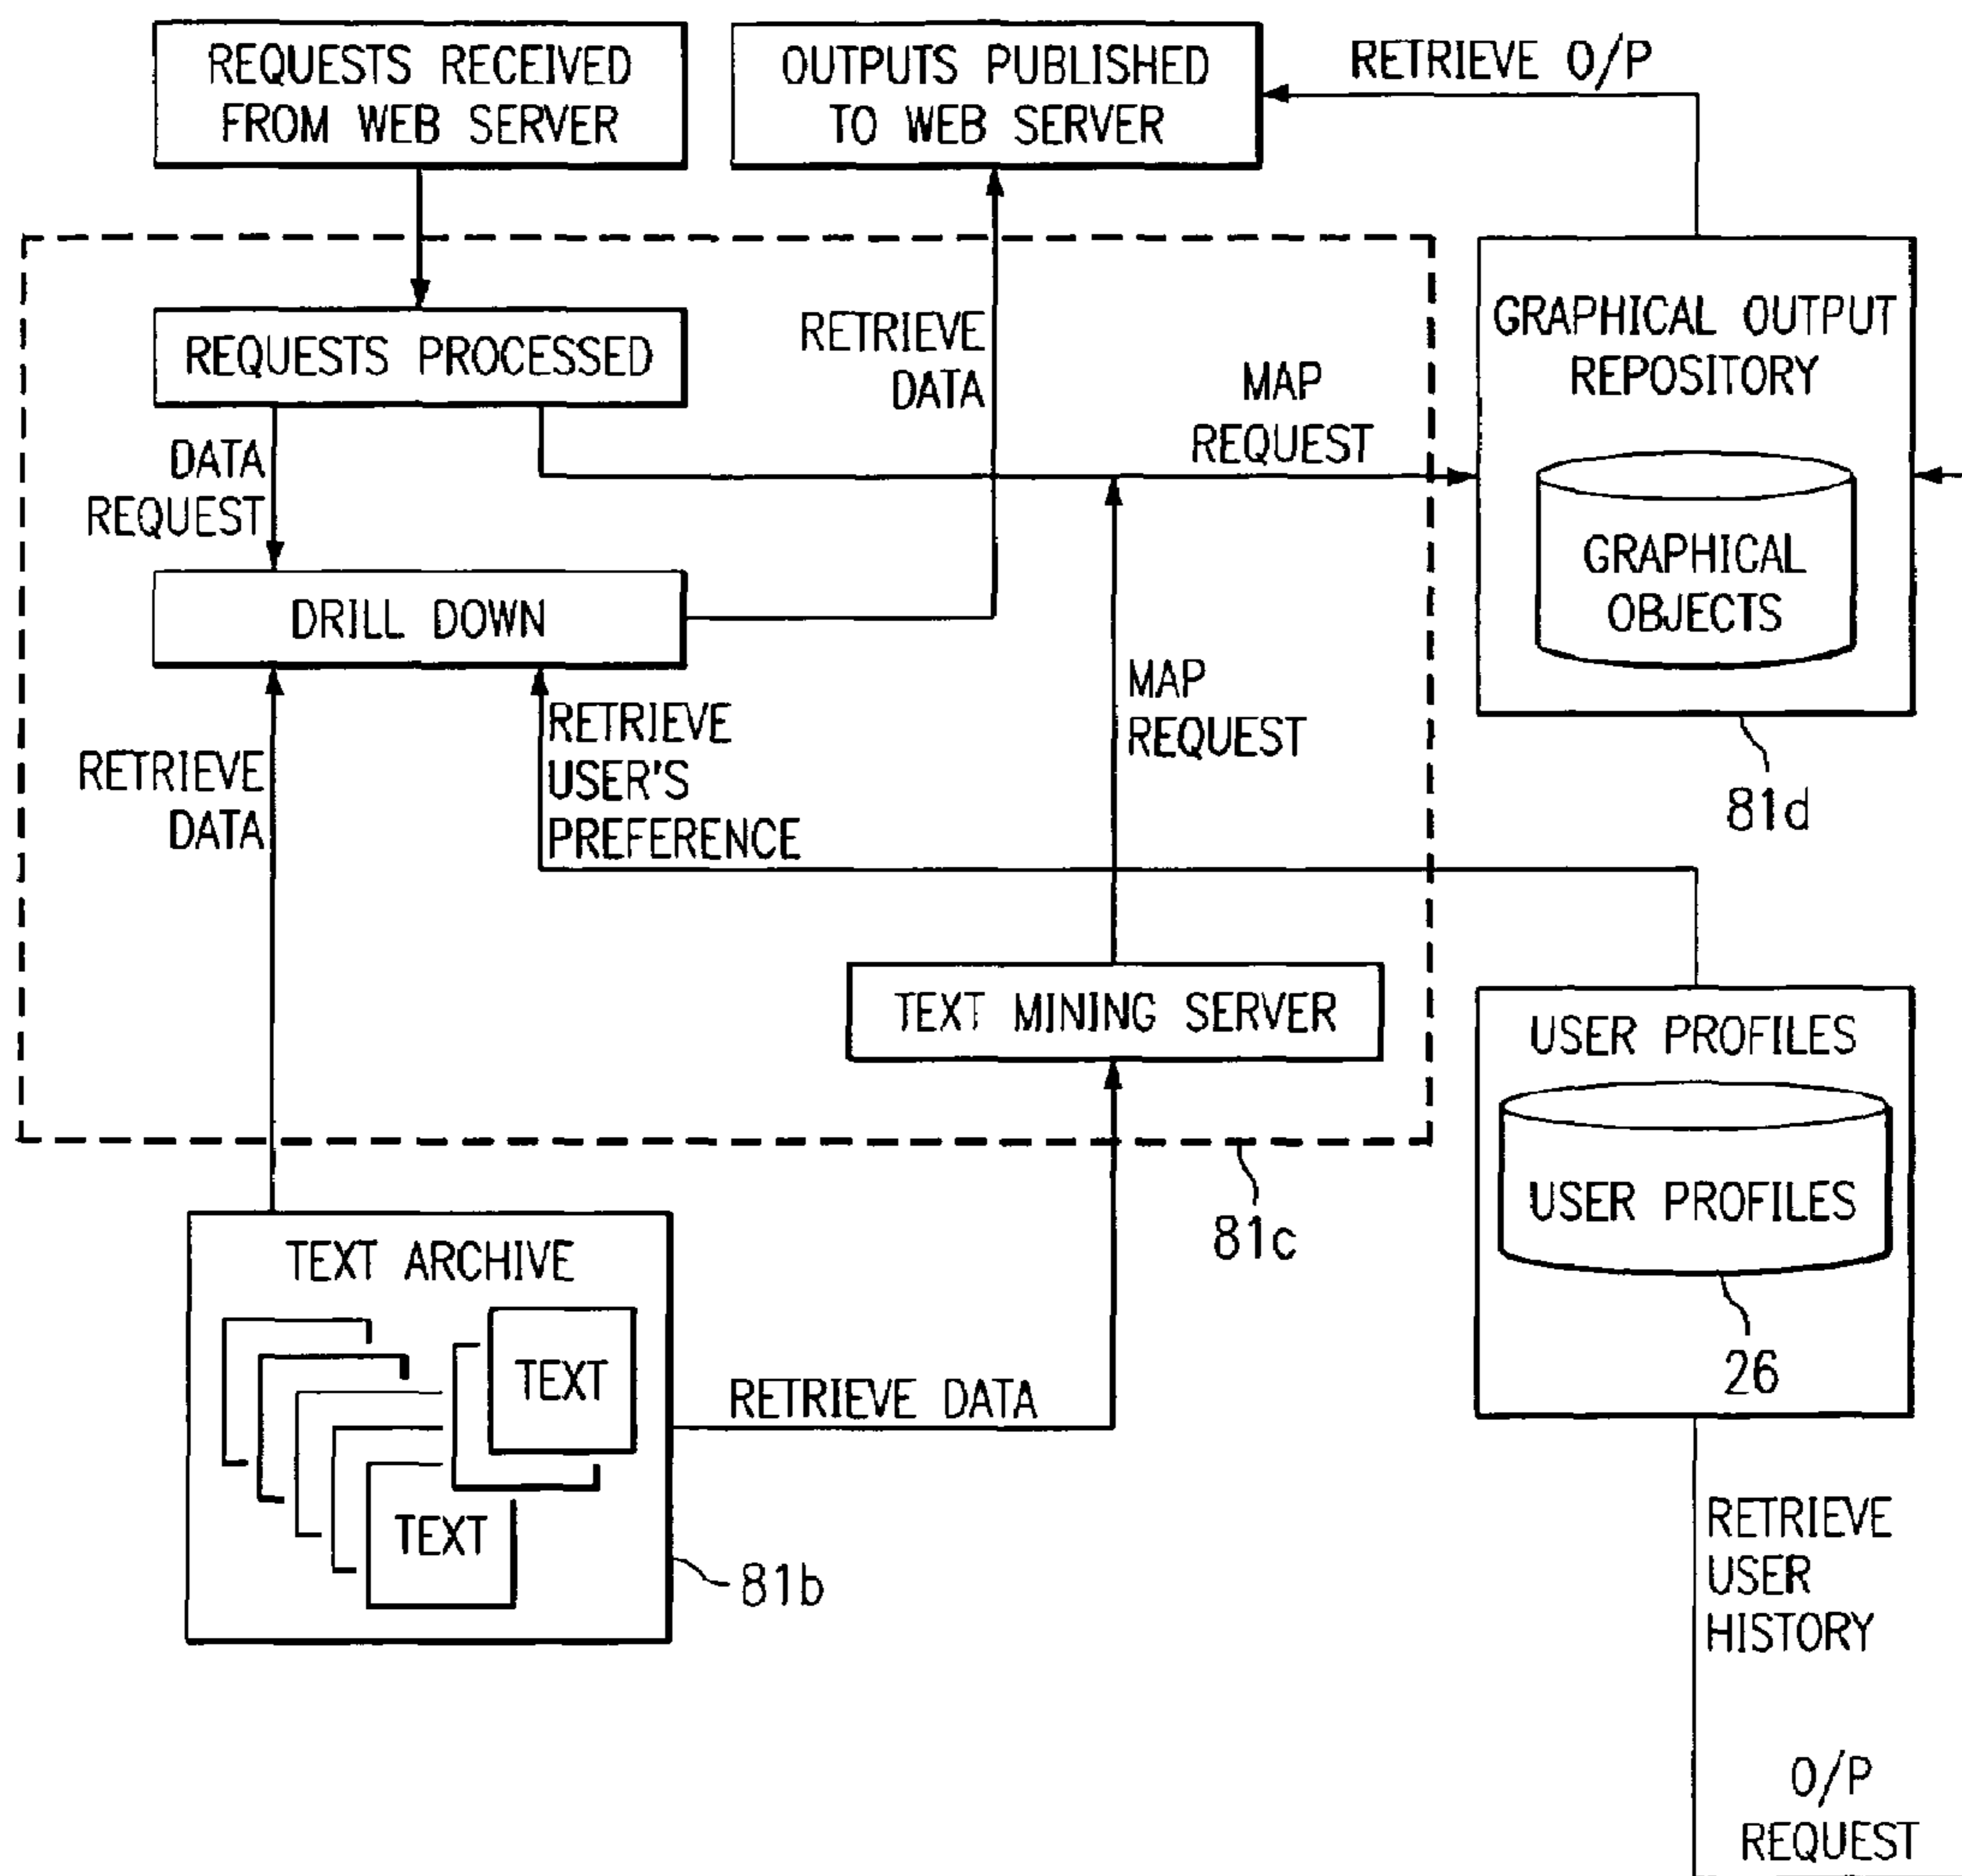 REQUESTS RECEIVED
FROM WEB SERVER
OUTPUTS PUBLISHED
TO WEB SERVER
RETRIEVE O/P
REQUESTS PROCESSED
RETRIEVE
DATA
MAP
REQUEST
GRAPHICAL OUTPUT
REPOSITORY
GRAPHICAL
OBJECTS
81d
DATA
REQUEST
DRILL DOWN
RETRIEVE
DATA
RETRIEVE
USER'S
PREFERENCE
MAP
REQUEST
TEXT MINING SERVER
81c
USER PROFILES
USER PROFILES
26
TEXT ARCHIVE
TEXT
TEXT
81b
RETRIEVE DATA
RETRIEVE
USER
HISTORY
O/P
REQUEST